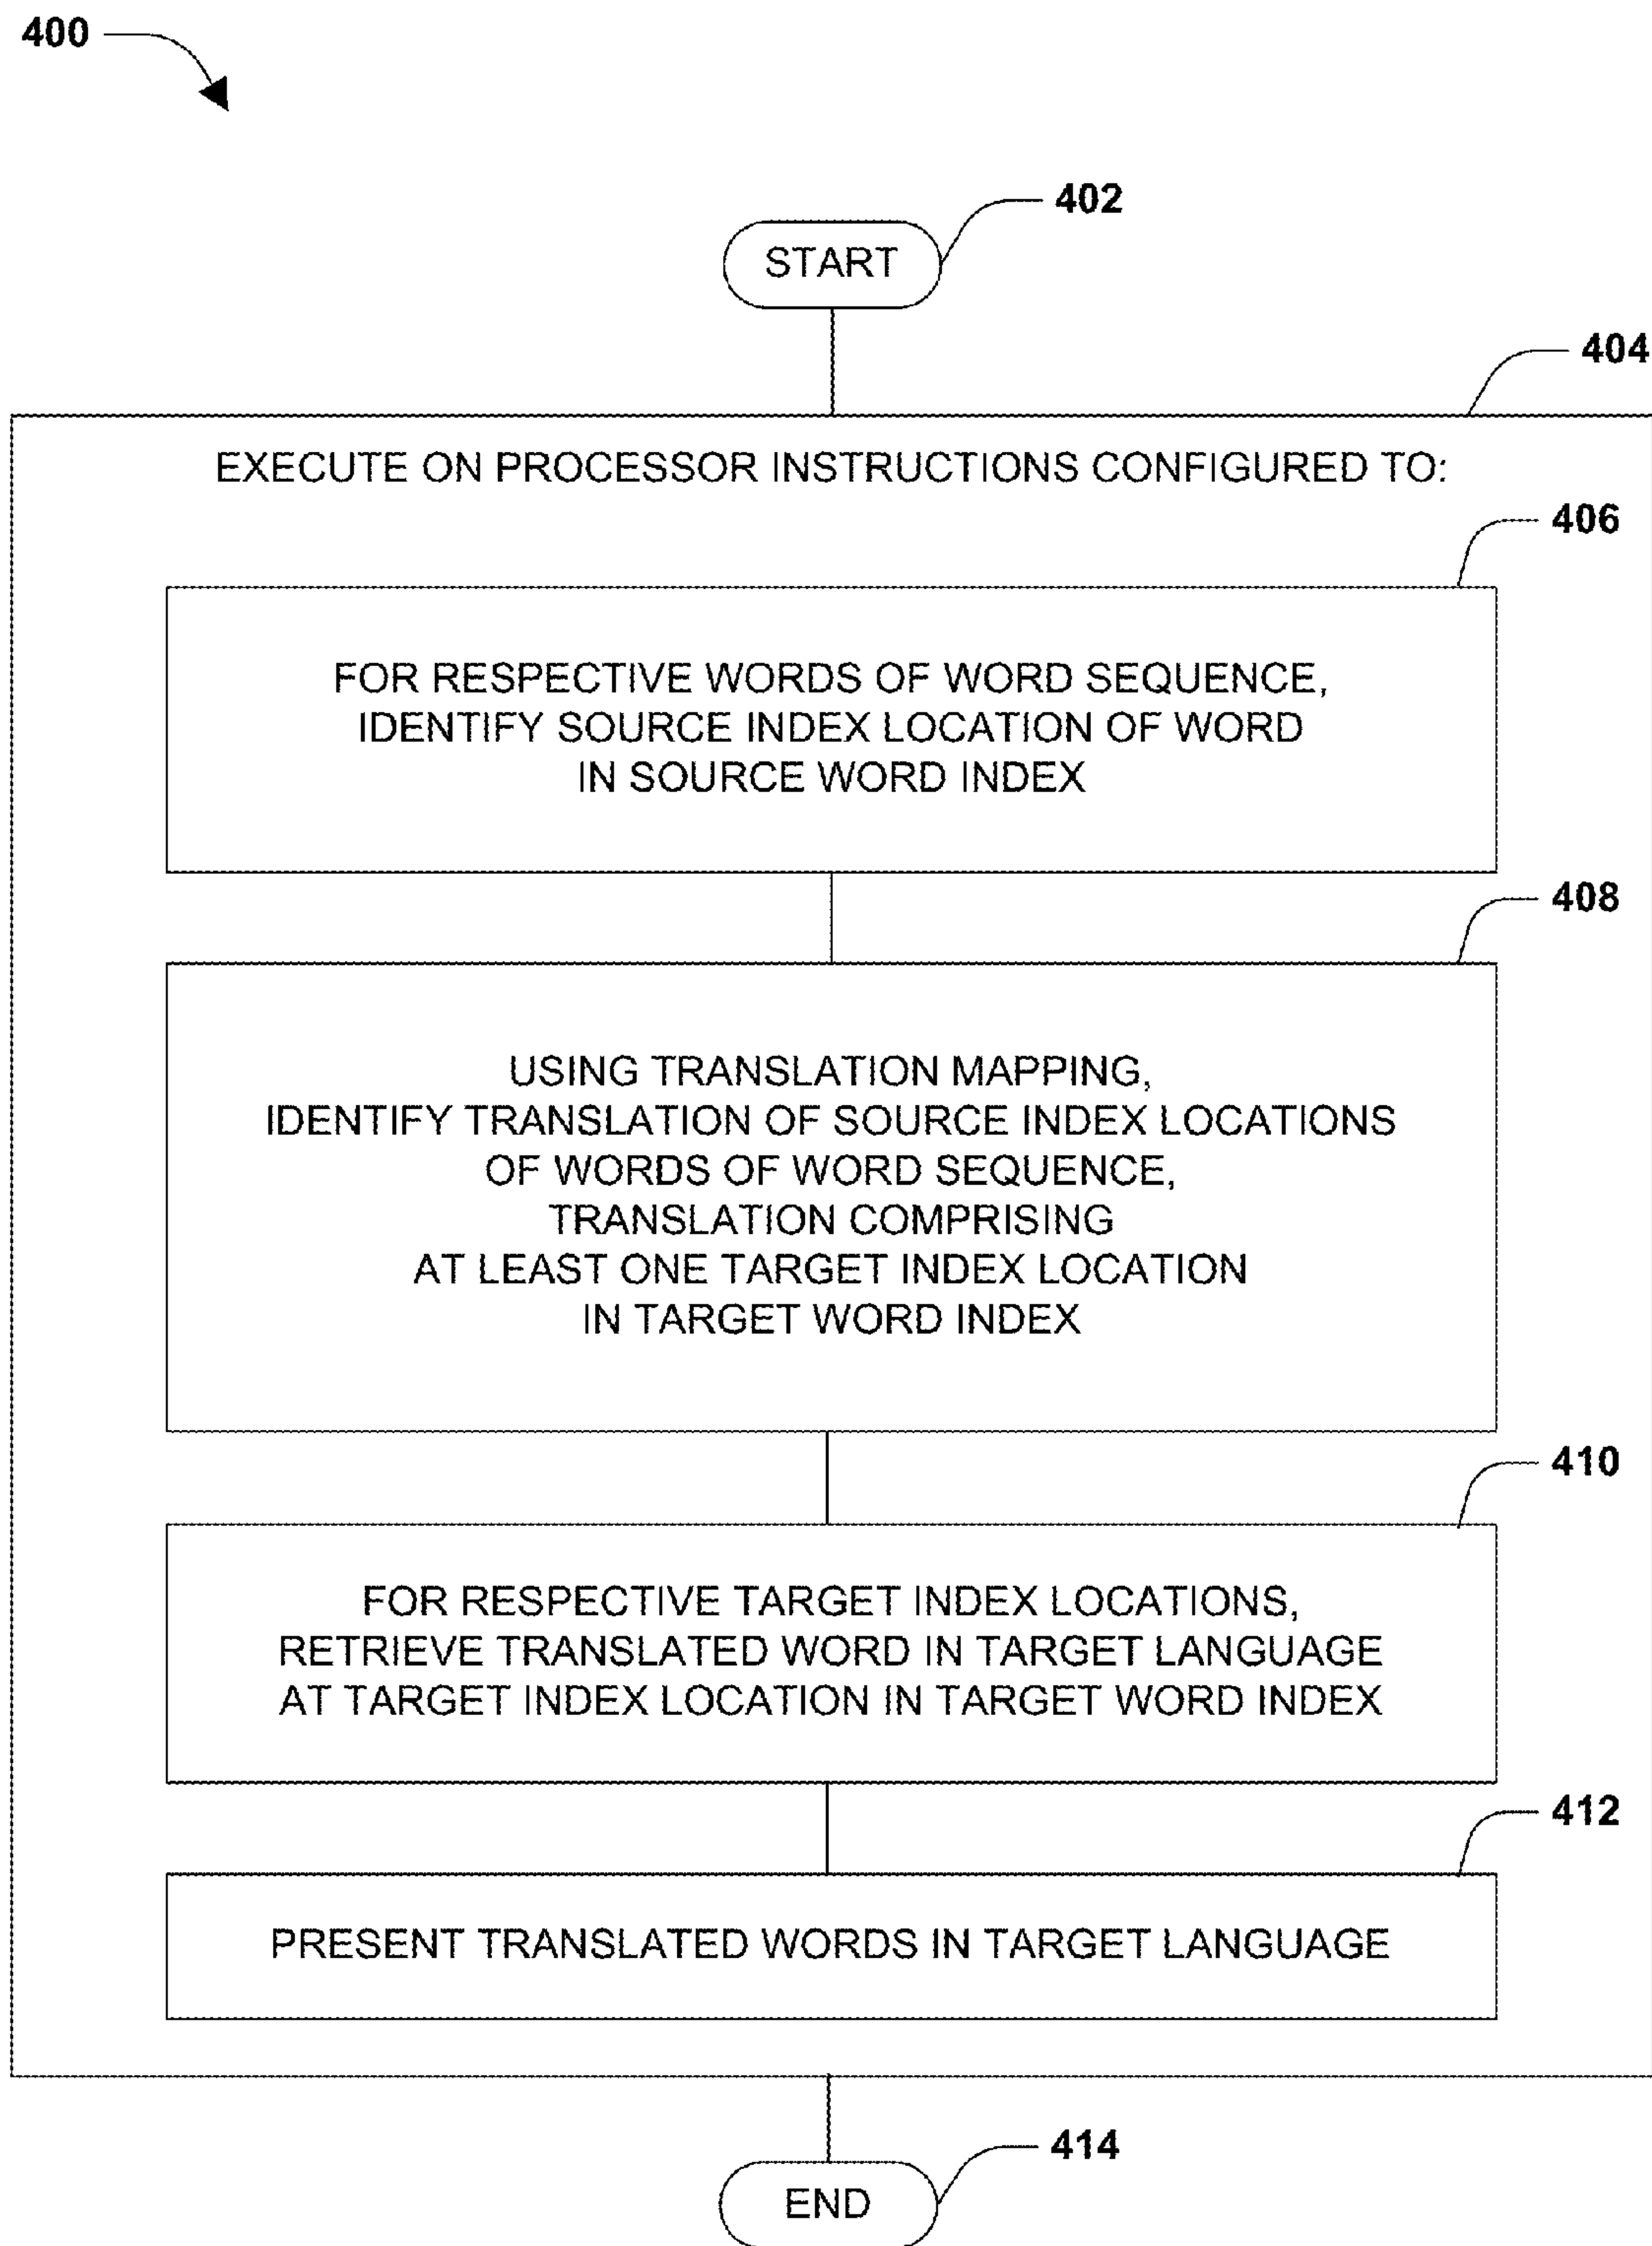 400
402
START
404
EXECUTE ON PROCESSOR INSTRUCTIONS CONFIGURED TO:
406
FOR RESPECTIVE WORDS OF WORD SEQUENCE,
IDENTIFY SOURCE INDEX LOCATION OF WORD
IN SOURCE WORD INDEX
408
USING TRANSLATION MAPPING,
IDENTIFY TRANSLATION OF SOURCE INDEX LOCATIONS
OF WORDS OF WORD SEQUENCE,
TRANSLATION COMPRISING
AT LEAST ONE TARGET INDEX LOCATION
IN TARGET WORD INDEX
410
FOR RESPECTIVE TARGET INDEX LOCATIONS,
RETRIEVE TRANSLATED WORD IN TARGET LANGUAGE
AT TARGET INDEX LOCATION IN TARGET WORD INDEX
412
PRESENT TRANSLATED WORDS IN TARGET LANGUAGE
414
END